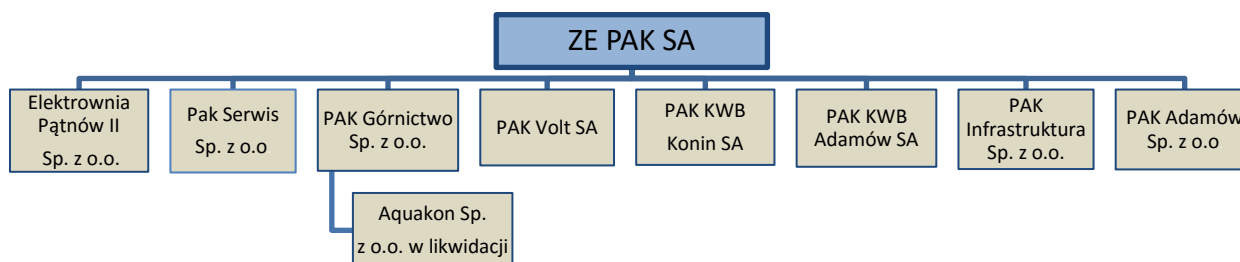 ZE PAK SA
Elektrownia
Pątnów II
Sp. z o.o.
Pak Serwis
Sp. z o.o
PAK Górnictwo
Sp. z o.o.
PAK Volt SA
PAK KWB
Konin SA
PAK KWB
Adamów SA
PAK
Infrastruktura
Sp. z o.o.
PAK Adamów
Sp. z o.o
Aquakon Sp.
z o.o. w likwidacji